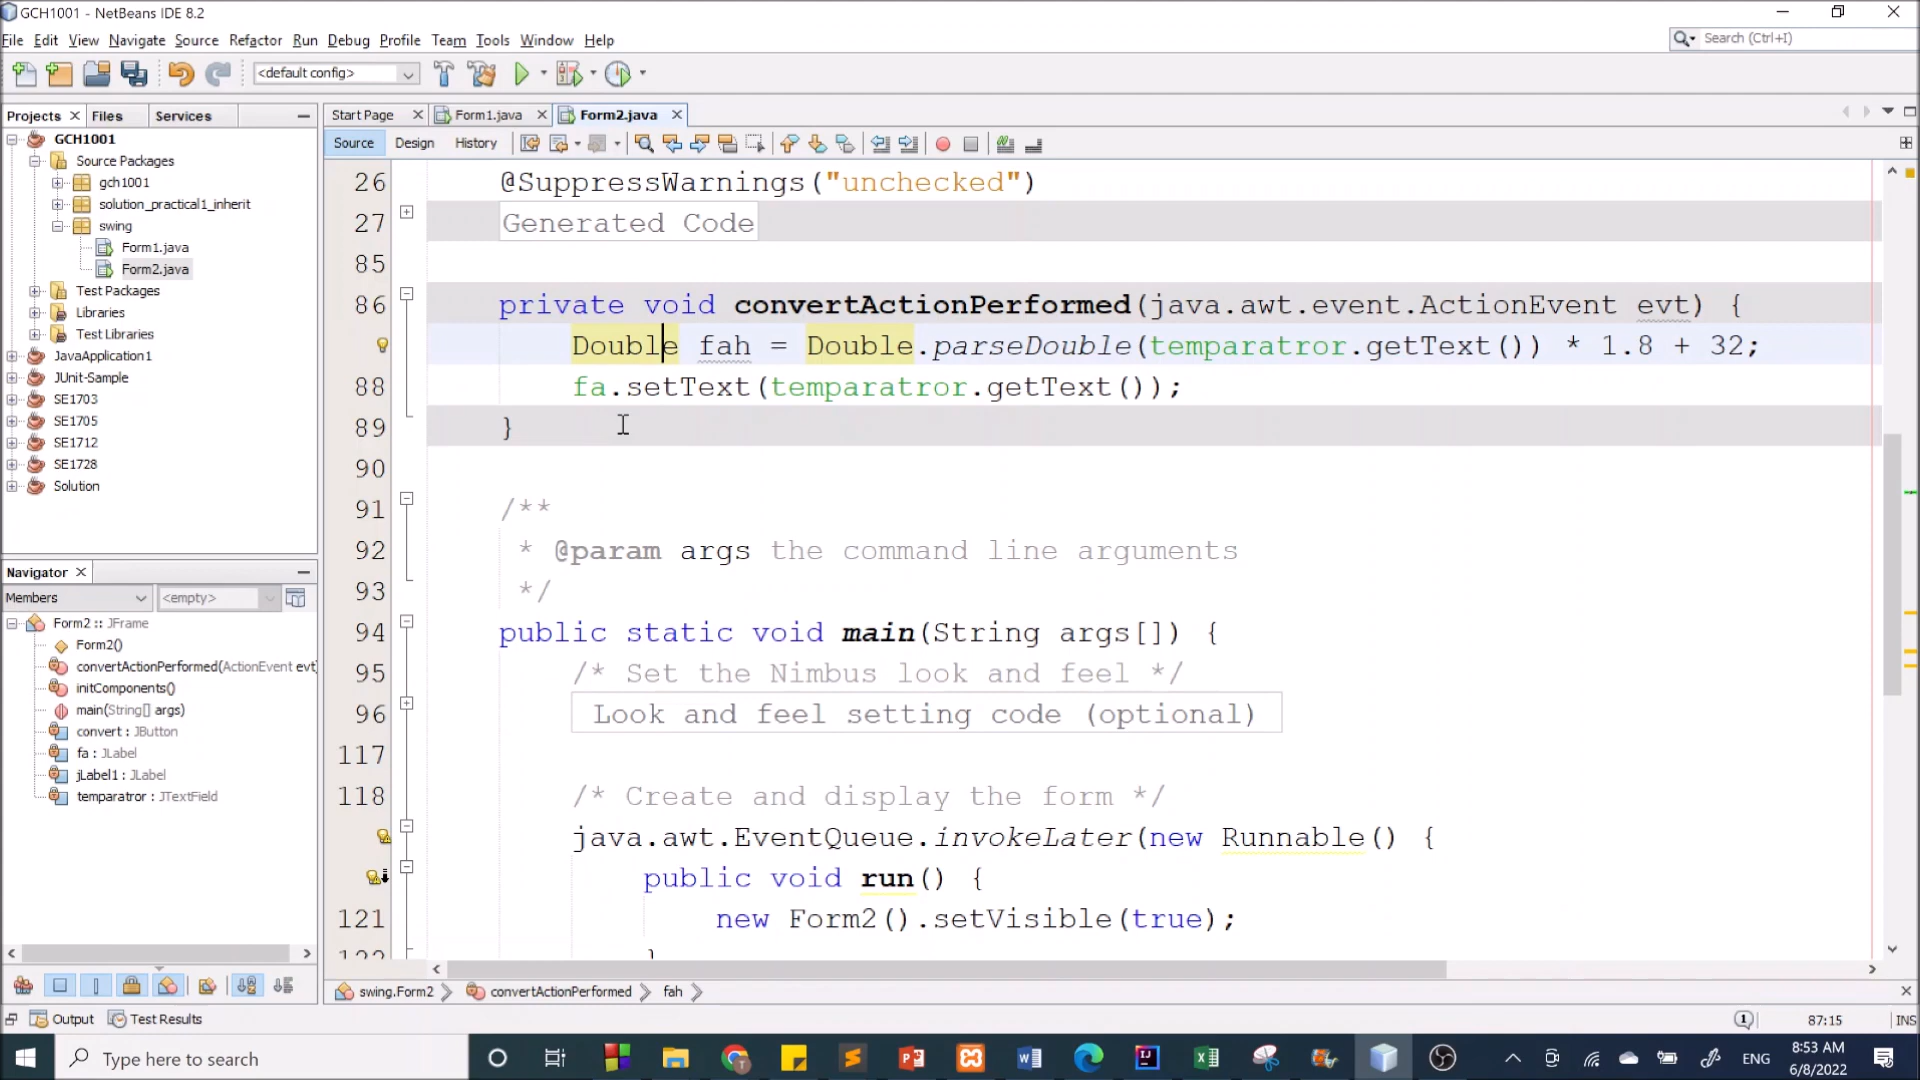 GCH1001 - NetBeans IDE 8.2
File Edit View Navigate Source Refactor Run Debug Profile Team Tools Window Help
Search (Ctrl+I)
<default config>
Projects Files Services
Start Page Form1.java Form2.java
Source Design History
GCH1001
Source Packages
gch1001
solution_practical1_inherit
swing
Form1.java
Form2.java
Test Packages
Libraries
Test Libraries
JavaApplication1
JUnit-Sample
SE1703
SE1705
SE1712
SE1728
Solution
Navigator
Members <empty>
Form2 :: JFrame
Form2()
convertActionPerformed(ActionEvent evt)
initComponents()
main(String[] args)
convert : JButton
fa : JLabel
jLabel1 : JLabel
temparatror : JTextField
26 @SuppressWarnings("unchecked")
27 Generated Code
85
86 private void convertActionPerformed(java.awt.event.ActionEvent evt) {
Double fah = Double.parseDouble(temparatror.getText()) * 1.8 + 32;
88 fa.setText(temparatror.getText());
89 }
90
91 /**
92 * @param args the command line arguments
93 */
94 public static void main(String args[]) {
95 /* Set the Nimbus look and feel */
96 Look and feel setting code (optional)
117
118 /* Create and display the form */
java.awt.EventQueue.invokeLater(new Runnable() {
public void run() {
121 new Form2().setVisible(true);
122 }
swing.Form2 convertActionPerformed fah
Output Test Results
1 87:15 INS
Type here to search
ENG
8:53 AM
6/8/2022